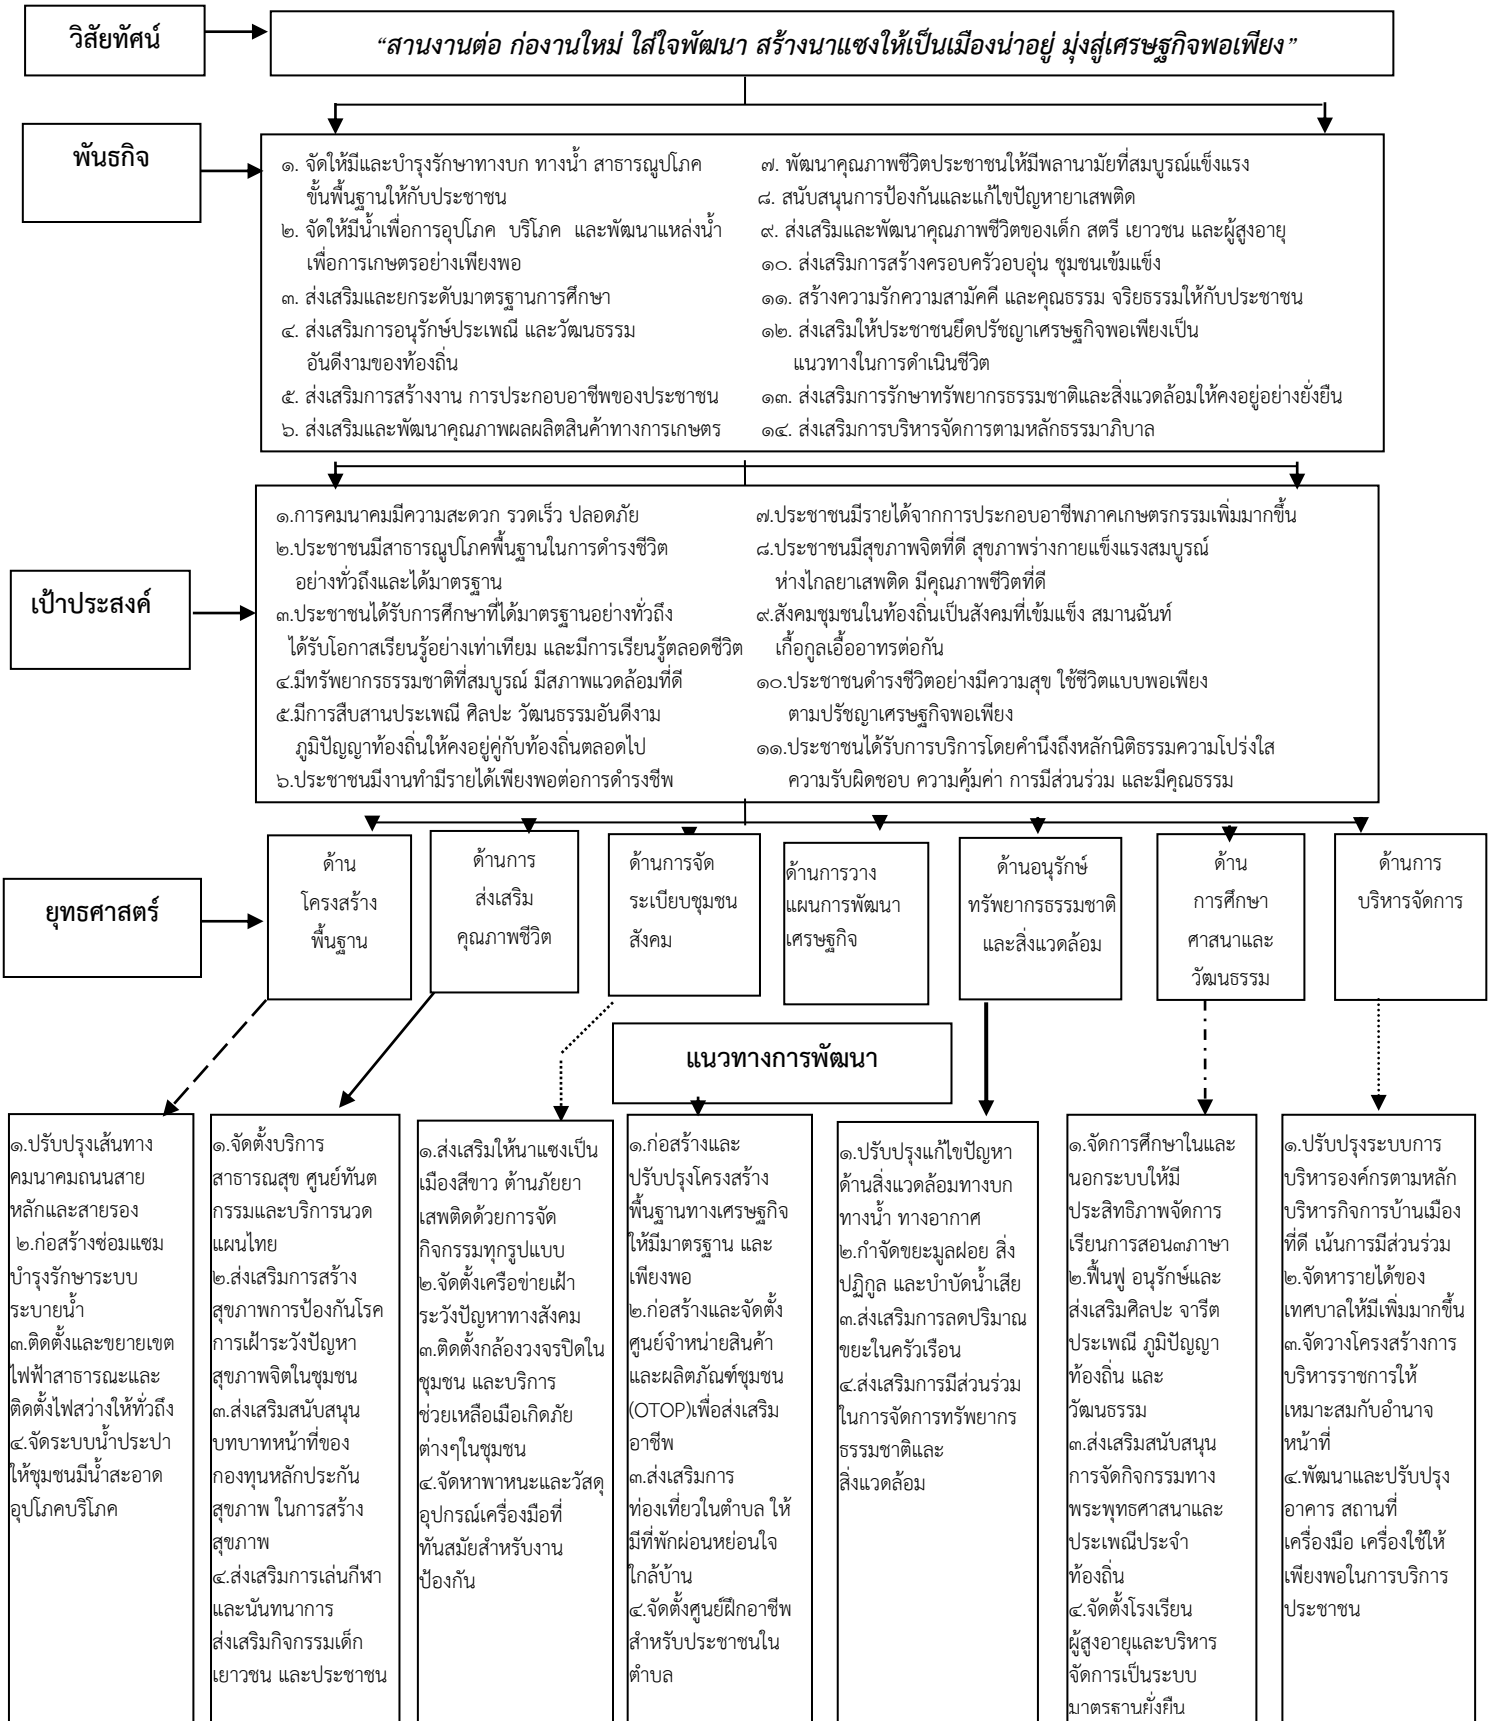 วิสัยทัศน์
“สานงานต่อ ก่องานใหม่ ใส่ใจพัฒนา สร้างนาแซงให้เป็นเมืองน่าอยู่ มุ่งสู่เศรษฐกิจพอเพียง”
พันธกิจ
๑. จัดให้มีและบำรุงรักษาทางบก ทางน้ำ สาธารณูปโภค
ขั้นพื้นฐานให้กับประชาชน
๒. จัดให้มีน้ำเพื่อการอุปโภค บริโภค และพัฒนาแหล่งน้ำ
เพื่อการเกษตรอย่างเพียงพอ
๓. ส่งเสริมและยกระดับมาตรฐานการศึกษา
๔. ส่งเสริมการอนุรักษ์ประเพณี และวัฒนธรรม
อันดีงามของท้องถิ่น
๕. ส่งเสริมการสร้างงาน การประกอบอาชีพของประชาชน
๖. ส่งเสริมและพัฒนาคุณภาพผลผลิตสินค้าทางการเกษตร
๗. พัฒนาคุณภาพชีวิตประชาชนให้มีพลานามัยที่สมบูรณ์แข็งแรง
๘. สนับสนุนการป้องกันและแก้ไขปัญหายาเสพติด
๙. ส่งเสริมและพัฒนาคุณภาพชีวิตของเด็ก สตรี เยาวชน และผู้สูงอายุ
๑๐. ส่งเสริมการสร้างครอบครัวอบอุ่น ชุมชนเข้มแข็ง
๑๑. สร้างความรักความสามัคคี และคุณธรรม จริยธรรมให้กับประชาชน
๑๒. ส่งเสริมให้ประชาชนยึดปรัชญาเศรษฐกิจพอเพียงเป็น
แนวทางในการดำเนินชีวิต
๑๓. ส่งเสริมการรักษาทรัพยากรธรรมชาติและสิ่งแวดล้อมให้คงอยู่อย่างยั่งยืน
๑๔. ส่งเสริมการบริหารจัดการตามหลักธรรมาภิบาล
เป้าประสงค์
๑.การคมนาคมมีความสะดวก รวดเร็ว ปลอดภัย
๒.ประชาชนมีสาธารณูปโภคพื้นฐานในการดำรงชีวิต
อย่างทั่วถึงและได้มาตรฐาน
๓.ประชาชนได้รับการศึกษาที่ได้มาตรฐานอย่างทั่วถึง
ได้รับโอกาสเรียนรู้อย่างเท่าเทียม และมีการเรียนรู้ตลอดชีวิต
๔.มีทรัพยากรธรรมชาติที่สมบูรณ์ มีสภาพแวดล้อมที่ดี
๕.มีการสืบสานประเพณี ศิลปะ วัฒนธรรมอันดีงาม
ภูมิปัญญาท้องถิ่นให้คงอยู่คู่กับท้องถิ่นตลอดไป
๖.ประชาชนมีงานทำมีรายได้เพียงพอต่อการดำรงชีพ
๗.ประชาชนมีรายได้จากการประกอบอาชีพภาคเกษตรกรรมเพิ่มมากขึ้น
๘.ประชาชนมีสุขภาพจิตที่ดี สุขภาพร่างกายแข็งแรงสมบูรณ์
ห่างไกลยาเสพติด มีคุณภาพชีวิตที่ดี
๙.สังคมชุมชนในท้องถิ่นเป็นสังคมที่เข้มแข็ง สมานฉันท์
เกื้อกูลเอื้ออาทรต่อกัน
๑๐.ประชาชนดำรงชีวิตอย่างมีความสุข ใช้ชีวิตแบบพอเพียง
ตามปรัชญาเศรษฐกิจพอเพียง
๑๑.ประชาชนได้รับการบริการโดยคำนึงถึงหลักนิติธรรมความโปร่งใส
ความรับผิดชอบ ความคุ้มค่า การมีส่วนร่วม และมีคุณธรรม
ยุทธศาสตร์
ด้าน
โครงสร้าง
พื้นฐาน
ด้านการ
ส่งเสริม
คุณภาพชีวิต
ด้านการจัด
ระเบียบชุมชน
สังคม
ด้านการวาง
แผนการพัฒนา
เศรษฐกิจ
ด้านอนุรักษ์
ทรัพยากรธรรมชาติ
และสิ่งแวดล้อม
ด้าน
การศึกษา
ศาสนาและ
วัฒนธรรม
ด้านการ
บริหารจัดการ
แนวทางการพัฒนา
๑.ปรับปรุงเส้นทาง
คมนาคมถนนสาย
หลักและสายรอง
๒.ก่อสร้างซ่อมแซม
บำรุงรักษาระบบ
ระบายน้ำ
๓.ติดตั้งและขยายเขต
ไฟฟ้าสาธารณะและ
ติดตั้งไฟสว่างให้ทั่วถึง
๔.จัดระบบน้ำประปา
ให้ชุมชนมีน้ำสะอาด
อุปโภคบริโภค
๑.จัดตั้งบริการ
สาธารณสุข ศูนย์ทันต
กรรมและบริการนวด
แผนไทย
๒.ส่งเสริมการสร้าง
สุขภาพการป้องกันโรค
การเฝ้าระวังปัญหา
สุขภาพจิตในชุมชน
๓.ส่งเสริมสนับสนุน
บทบาทหน้าที่ของ
กองทุนหลักประกัน
สุขภาพ ในการสร้าง
สุขภาพ
๔.ส่งเสริมการเล่นกีฬา
และนันทนาการ
ส่งเสริมกิจกรรมเด็ก
เยาวชน และประชาชน
๑.ส่งเสริมให้นาแซงเป็น
เมืองสีขาว ต้านภัยยา
เสพติดด้วยการจัด
กิจกรรมทุกรูปแบบ
๒.จัดตั้งเครือข่ายเฝ้า
ระวังปัญหาทางสังคม
๓.ติดตั้งกล้องวงจรปิดใน
ชุมชน และบริการ
ช่วยเหลือเมือเกิดภัย
ต่างๆในชุมชน
๔.จัดหาพาหนะและวัสดุ
อุปกรณ์เครื่องมือที่
ทันสมัยสำหรับงาน
ป้องกัน
๑.ก่อสร้างและ
ปรับปรุงโครงสร้าง
พื้นฐานทางเศรษฐกิจ
ให้มีมาตรฐาน และ
เพียงพอ
๒.ก่อสร้างและจัดตั้ง
ศูนย์จำหน่ายสินค้า
และผลิตภัณฑ์ชุมชน
(OTOP)เพื่อส่งเสริม
อาชีพ
๓.ส่งเสริมการ
ท่องเที่ยวในตำบล ให้
มีที่พักผ่อนหย่อนใจ
ใกล้บ้าน
๔.จัดตั้งศูนย์ฝึกอาชีพ
สำหรับประชาชนใน
ตำบล
๑.ปรับปรุงแก้ไขปัญหา
ด้านสิ่งแวดล้อมทางบก
ทางน้ำ ทางอากาศ
๒.กำจัดขยะมูลฝอย สิ่ง
ปฏิกูล และบำบัดน้ำเสีย
๓.ส่งเสริมการลดปริมาณ
ขยะในครัวเรือน
๔.ส่งเสริมการมีส่วนร่วม
ในการจัดการทรัพยากร
ธรรมชาติและ
สิ่งแวดล้อม
๑.จัดการศึกษาในและ
นอกระบบให้มี
ประสิทธิภาพจัดการ
เรียนการสอน๓ภาษา
๒.ฟื้นฟู อนุรักษ์และ
ส่งเสริมศิลปะ จารีต
ประเพณี ภูมิปัญญา
ท้องถิ่น และ
วัฒนธรรม
๓.ส่งเสริมสนับสนุน
การจัดกิจกรรมทาง
พระพุทธศาสนาและ
ประเพณีประจำ
ท้องถิ่น
๔.จัดตั้งโรงเรียน
ผู้สูงอายุและบริหาร
จัดการเป็นระบบ
มาตรฐานยั่งยืน
๑.ปรับปรุงระบบการ
บริหารองค์กรตามหลัก
บริหารกิจการบ้านเมือง
ที่ดี เน้นการมีส่วนร่วม
๒.จัดหารายได้ของ
เทศบาลให้มีเพิ่มมากขึ้น
๓.จัดวางโครงสร้างการ
บริหารราชการให้
เหมาะสมกับอำนาจ
หน้าที่
๔.พัฒนาและปรับปรุง
อาคาร สถานที่
เครื่องมือ เครื่องใช้ให้
เพียงพอในการบริการ
ประชาชน